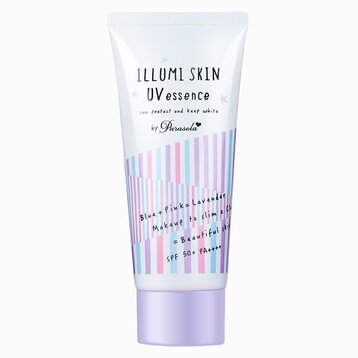 ILLUMI SKIN
UV essence
sun protect and keep white
by Parasola
Blue + Pink = Lavender
Makeup to slim x
= Beautiful
SPF 50+ PA++++